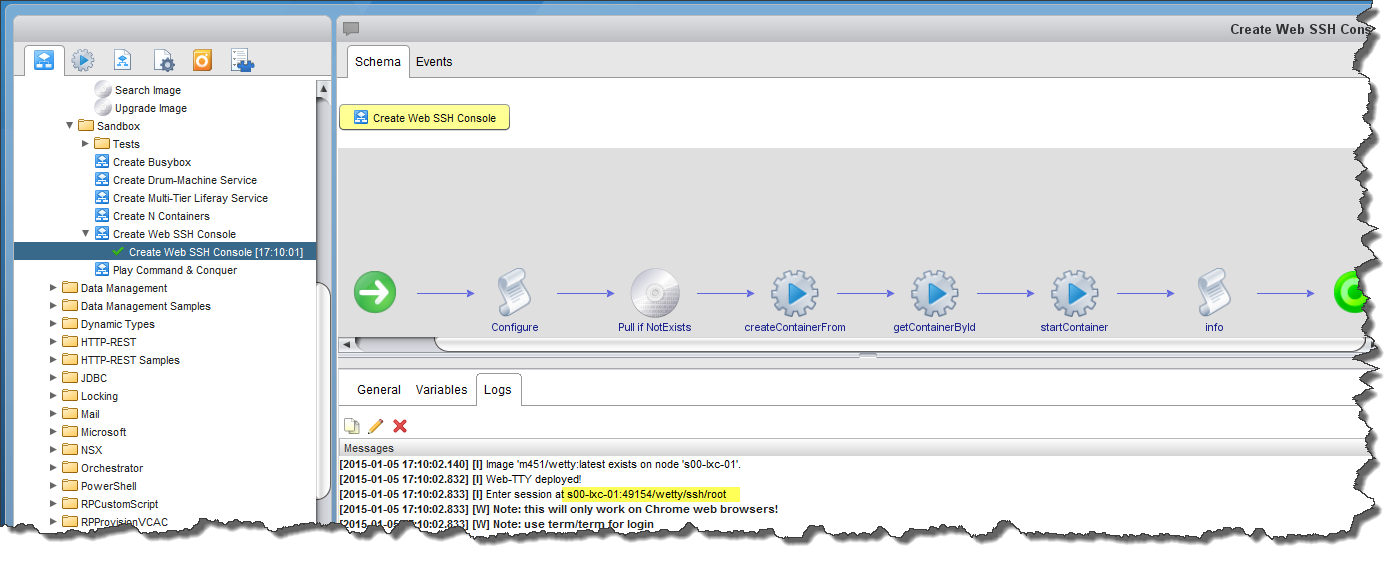 Create Web SSH Cons
Schema
Events
Search Image
Upgrade Image
Sandbox
Tests
Create Busybox
Create Drum-Machine Service
Create Multi-Tier Liferay Service
Create N Containers
Create Web SSH Console
Create Web SSH Console [17:10:01]
Play Command & Conquer
Data Management
Data Management Samples
Dynamic Types
HTTP-REST
HTTP-REST Samples
JDBC
Locking
Mail
Microsoft
NSX
Orchestrator
PowerShell
RPCustomScript
RPProvisionVCAC
Create Web SSH Console
Configure
Pull if NotExists
createContainerFrom
getContainerById
startContainer
info
General
Variables
Logs
Messages
[2015-01-05 17:10:02.140] [I] Image 'm451/wetty:latest exists on node 's00-lxc-01'.
[2015-01-05 17:10:02.832] [I] Web-TTY deployed!
[2015-01-05 17:10:02.833] [I] Enter session at s00-lxc-01:49154/wetty/ssh/root
[2015-01-05 17:10:02.833] [W] Note: this will only work on Chrome web browsers!
[2015-01-05 17:10:02.833] [W] Note: use term/term for login